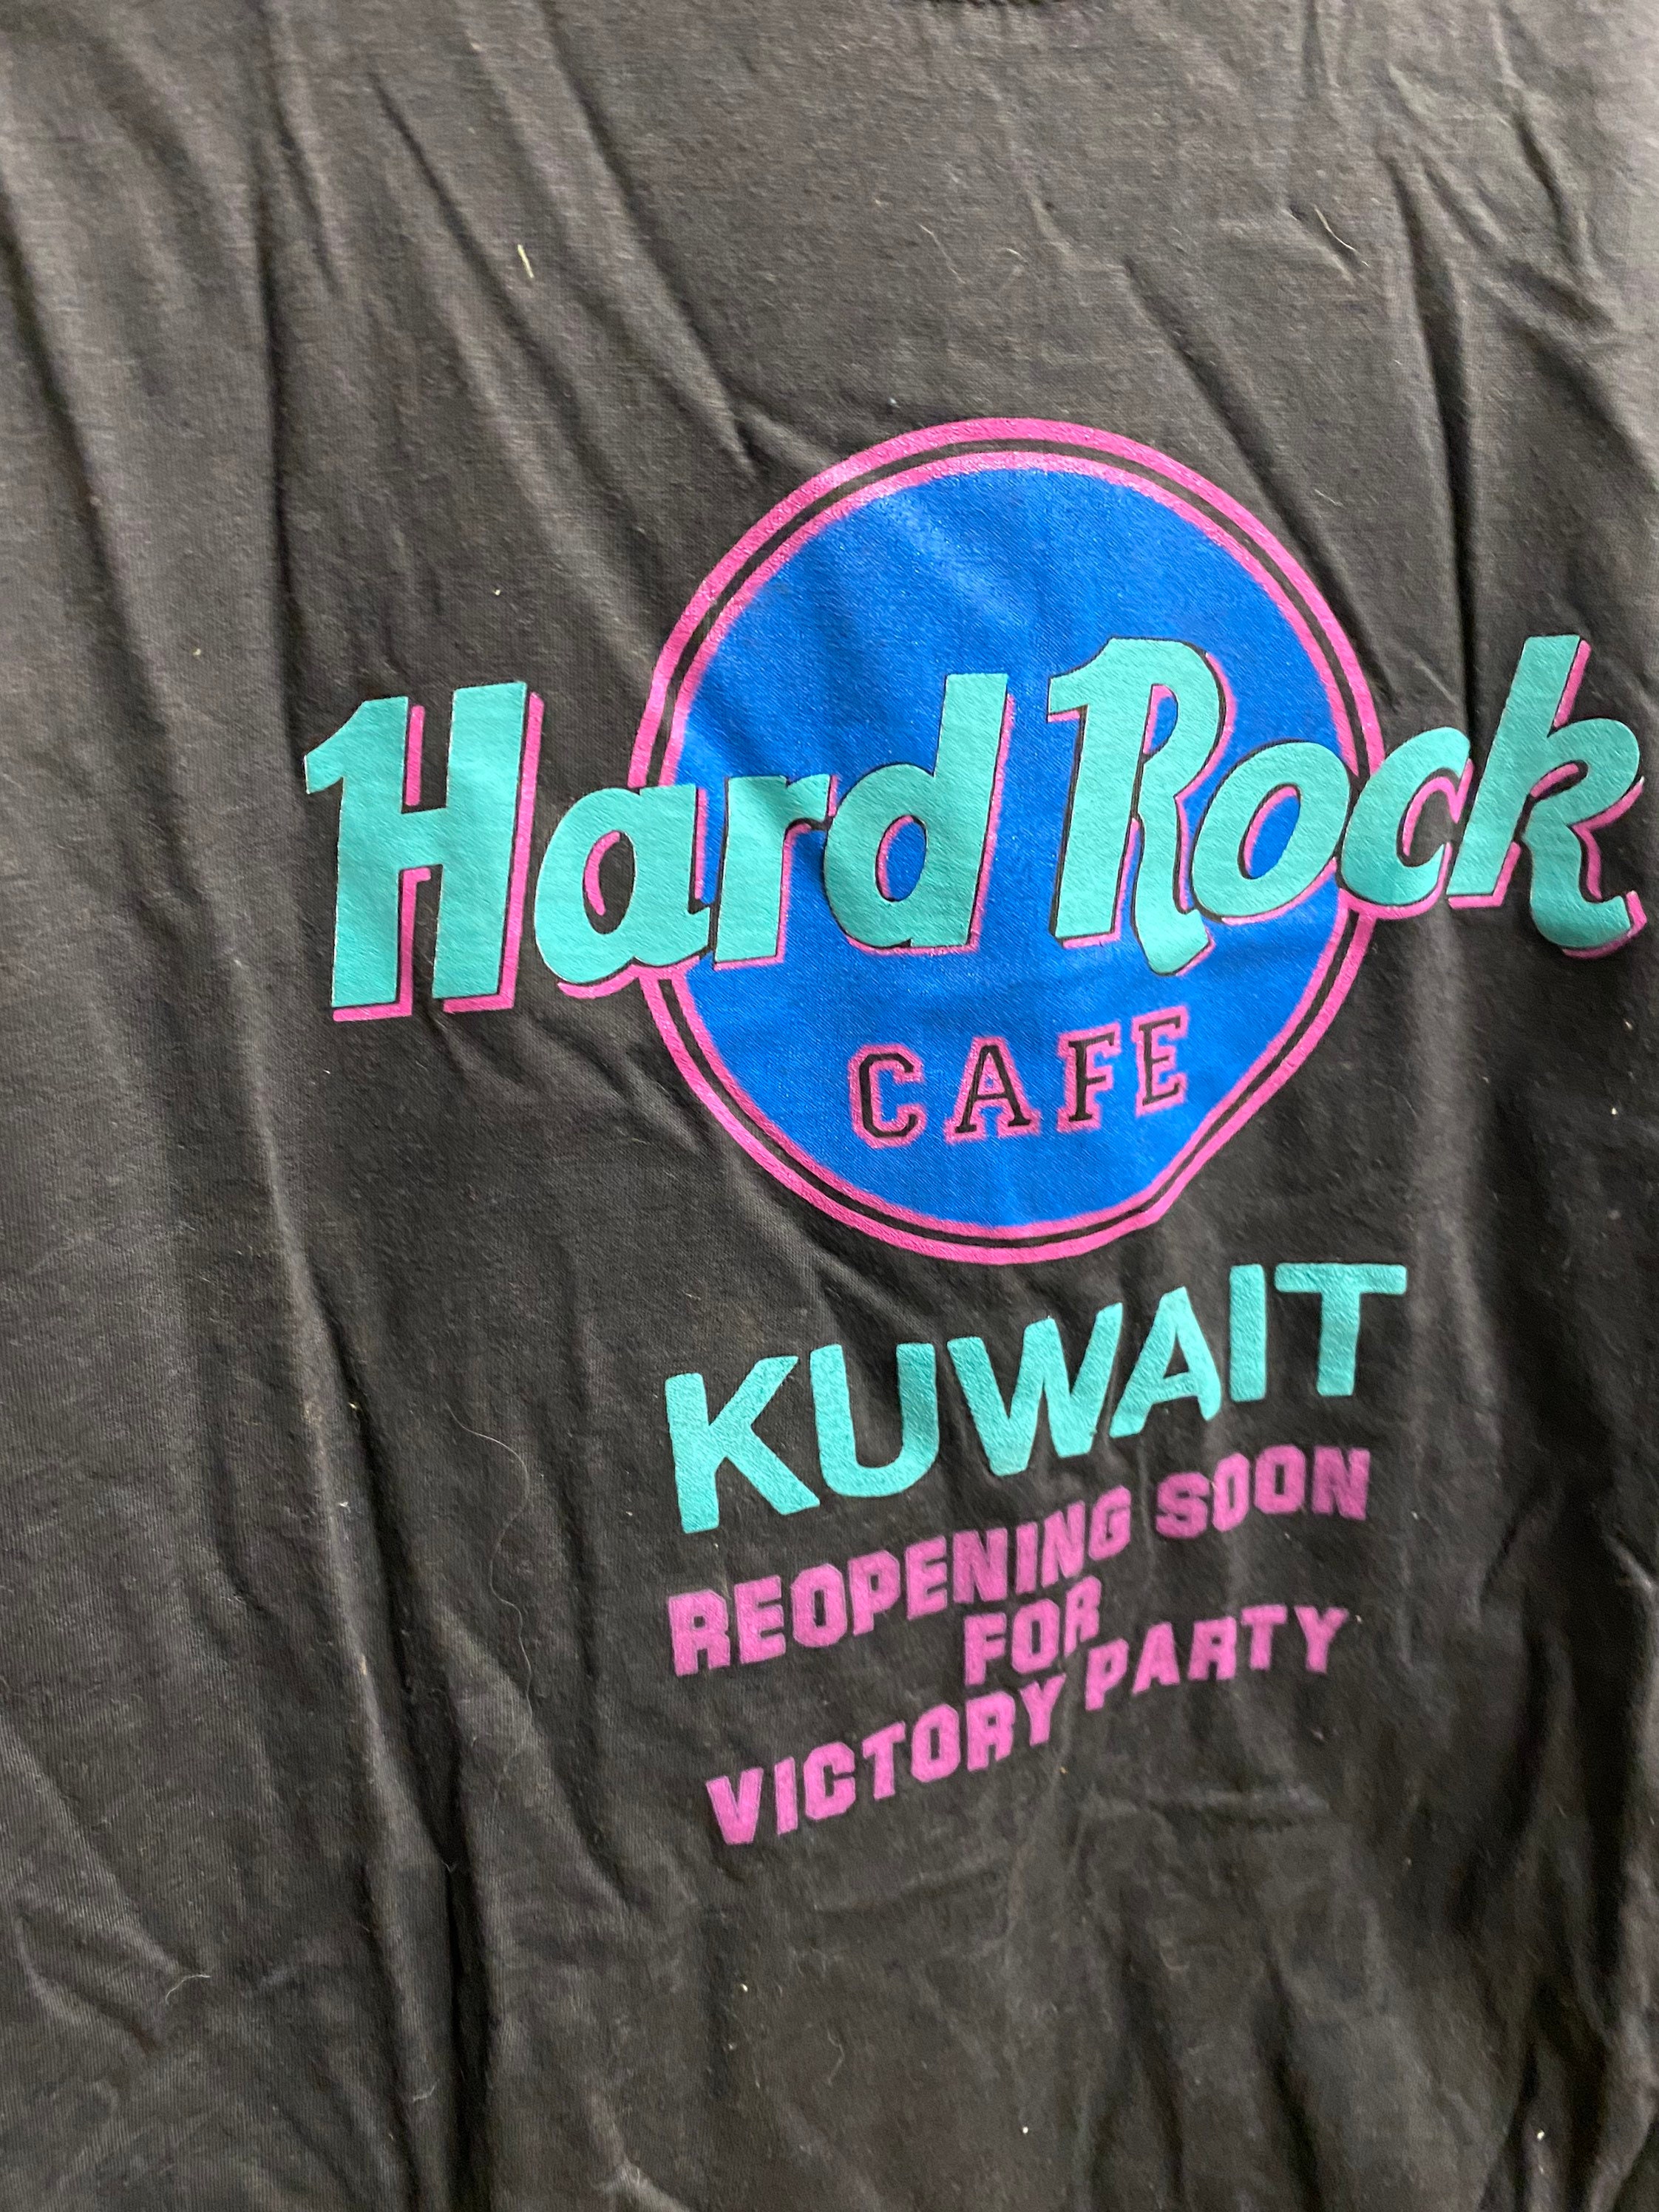 Hard Rock
CAFE
KUWAIT
REOPENING SOON
FOR
VICTORY PARTY